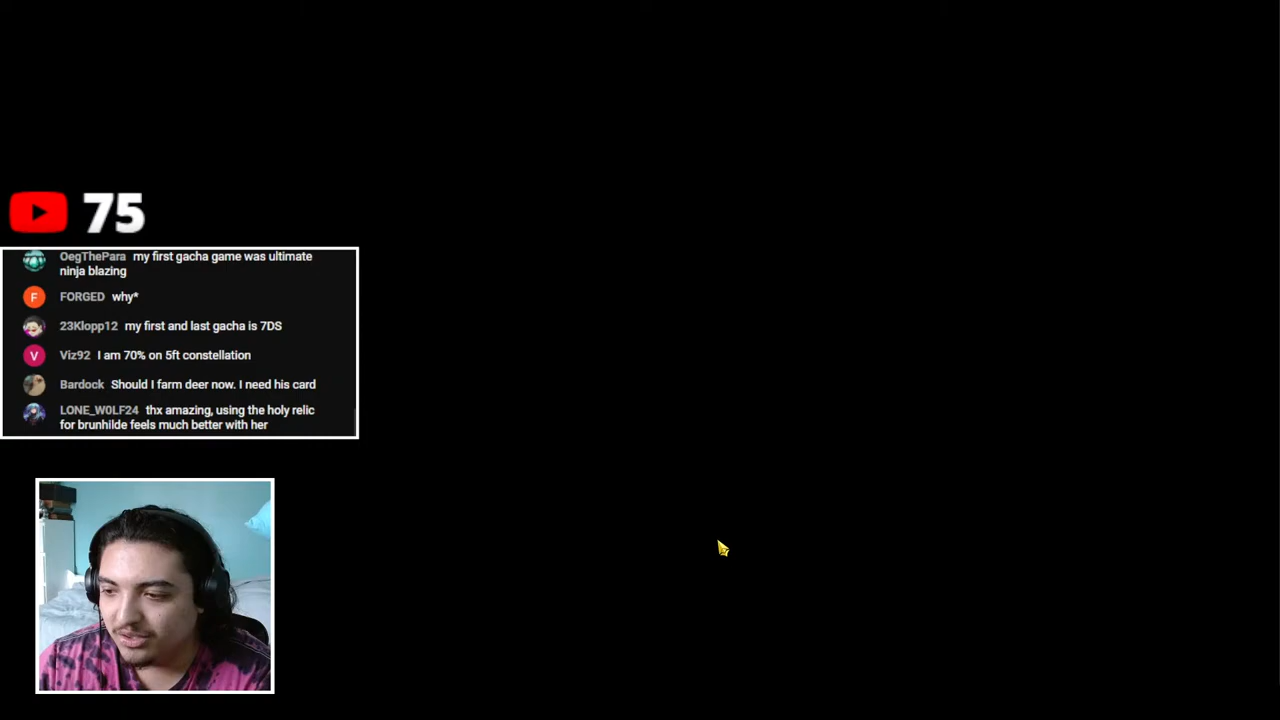 75
OegThePara my first gacha game was ultimate
ninja blazing
F FORGED why*
23Klopp12 my first and last gacha is 7DS
V Viz92 I am 70% on 5ft constellation
Bardock Should I farm deer now. I need his card
LONE_W0LF24 thx amazing, using the holy relic
for brunhilde feels much better with her